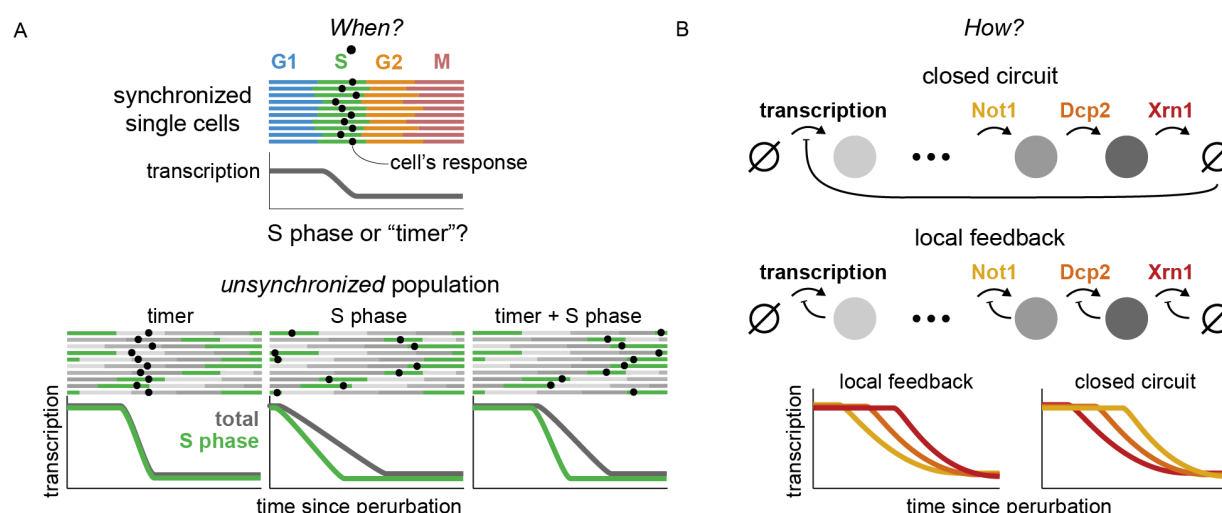 A
When?
G1 S G2 M
synchronized
single cells
cell's response
transcription
S phase or “timer”?
unsynchronized population
timer S phase timer + S phase
total
S phase
transcription
time since perurbation
B
How?
closed circuit
transcription Not1 Dcp2 Xrn1
∅ ••• ∅
local feedback
transcription Not1 Dcp2 Xrn1
∅ ••• ∅
local feedback closed circuit
transcription
time since perurbation